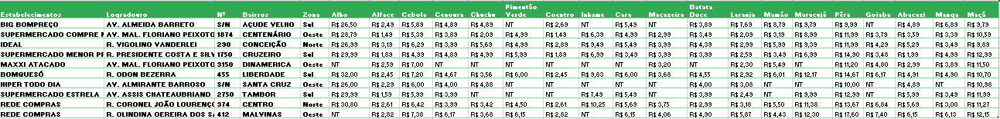 Pimentão Batata
Estabelecimentos Logradouro Nº Bairros Zona Alho Alface Cebola Cenoura Chuchu Verde Coentro Inhame Cara Macaxeira Doce Laranja Mamão Maracujá Pêra Goiaba Abacaxi Manga Maçã
BIG BOMPREÇO AV. ALMEIDA BARRETO S/N AÇUDE VELHO Sul R$ 26,50 R$ 2,49 R$ 5,89 R$ 4,89 R$ 4,89 NT R$ 2,69 NT R$ 5,49 NT R$ 3,89 R$ 7,69 R$ 8,79 R$ 9,79 R$ 9,99 NT R$ 4,89 R$ 6,89 R$ 9,79
SUPERMERCADO COMPRE AV. MAL. FLORIANO PEIXOTO 1874 CENTENÁRIO Oeste R$ 28,79 R$ 1,49 R$ 5,33 R$ 3,89 R$ 2,09 R$ 4,99 R$ 1,49 R$ 6,39 R$ 4,99 R$ 2,99 R$ 3,49 R$ 2,09 R$ 3,19 R$ 8,99 R$ 11,99 R$ 3,79 R$ 3,59 R$ 3,39 R$ 10,59
IDEAL R. VIGOLINO VANDERLEI 290 CONCEIÇÃO Norte R$ 26,99 R$ 3,19 R$ 6,29 R$ 3,99 R$ 5,69 R$ 4,99 R$ 2,89 R$ 9,49 R$ 5,49 NT R$ 4,49 R$ 2,95 R$ 5,99 R$ 4,39 R$ 9,99 R$ 4,29 R$ 5,29 R$ 3,49 R$ 9,89
SUPERMERCADO MENOR PR R. PRESIDENTE COSTA E SILV 1750 CRUZEIRO Sul R$ 29,99 R$ 1,89 R$ 4,99 R$ 4,89 R$ 4,99 R$ 5,99 R$ 1,89 R$ 6,99 R$ 3,49 R$ 3,99 R$ 3,99 R$ 2,59 R$ 3,49 R$ 6,99 R$ 14,90 R$ 3,48 R$ 1,99 R$ 4,99 R$ 12,99
MAXXI ATACADO AV. MAL. FLORIANO PEIXOTO 3150 DINAMERICA Oeste NT R$ 2,59 R$ 7,00 NT NT NT NT NT NT R$ 3,20 NT R$ 2,30 R$ 5,49 NT R$ 11,20 R$ 4,80 R$ 2,99 R$ 3,89 R$ 11,50
BOMQUESÓ R. ODON BEZERRA 455 LIBERDADE Sul R$ 32,00 R$ 2,45 R$ 7,20 R$ 4,67 R$ 3,56 R$ 6,00 R$ 2,45 R$ 9,83 R$ 6,00 R$ 3,68 R$ 4,55 R$ 2,92 R$ 6,01 R$ 12,17 R$ 14,67 R$ 6,17 R$ 4,91 R$ 4,90 R$ 10,70
HIPER TODO DIA AV. ALMIRANTE BARROSO S/N SANTA CRUZ Oeste R$ 26,00 R$ 2,29 R$ 6,00 R$ 4,00 R$ 4,88 NT NT NT NT NT R$ 4,00 R$ 3,08 NT NT R$ 10,00 NT R$ 4,81 NT R$ 10,98
SUPERMERCADO ESTRELA AV. ASSIS CHATEAUBRIAND 2750 TAMBOR Sul R$ 29,99 R$ 1,59 R$ 5,99 R$ 3,99 NT NT NT R$ 7,49 R$ 5,49 NT NT R$ 2,49 R$ 5,99 NT R$ 12,99 NT R$ 5,99 R$ 3,49 R$ 11,99
REDE COMPRAS R. CORONEL JOÃO LOURENÇO 374 CENTRO Norte R$ 30,80 R$ 2,61 R$ 6,42 R$ 3,99 R$ 3,42 R$ 4,50 R$ 2,61 R$ 10,25 R$ 5,69 R$ 3,75 R$ 2,99 R$ 3,18 R$ 5,50 R$ 11,38 R$ 13,67 R$ 6,84 R$ 5,69 R$ 3,00 R$ 11,27
REDE COMPRAS R. OLINDINA OEREIRA DOS SA 412 MALVINAS Oeste NT R$ 2,82 R$ 7,38 R$ 6,17 R$ 3,68 R$ 6,15 R$ 2,82 NT R$ 6,15 R$ 4,06 R$ 4,90 R$ 5,87 R$ 4,43 R$ 12,30 R$ 17,60 R$ 7,40 R$ 6,15 R$ 6,13 R$ 12,15